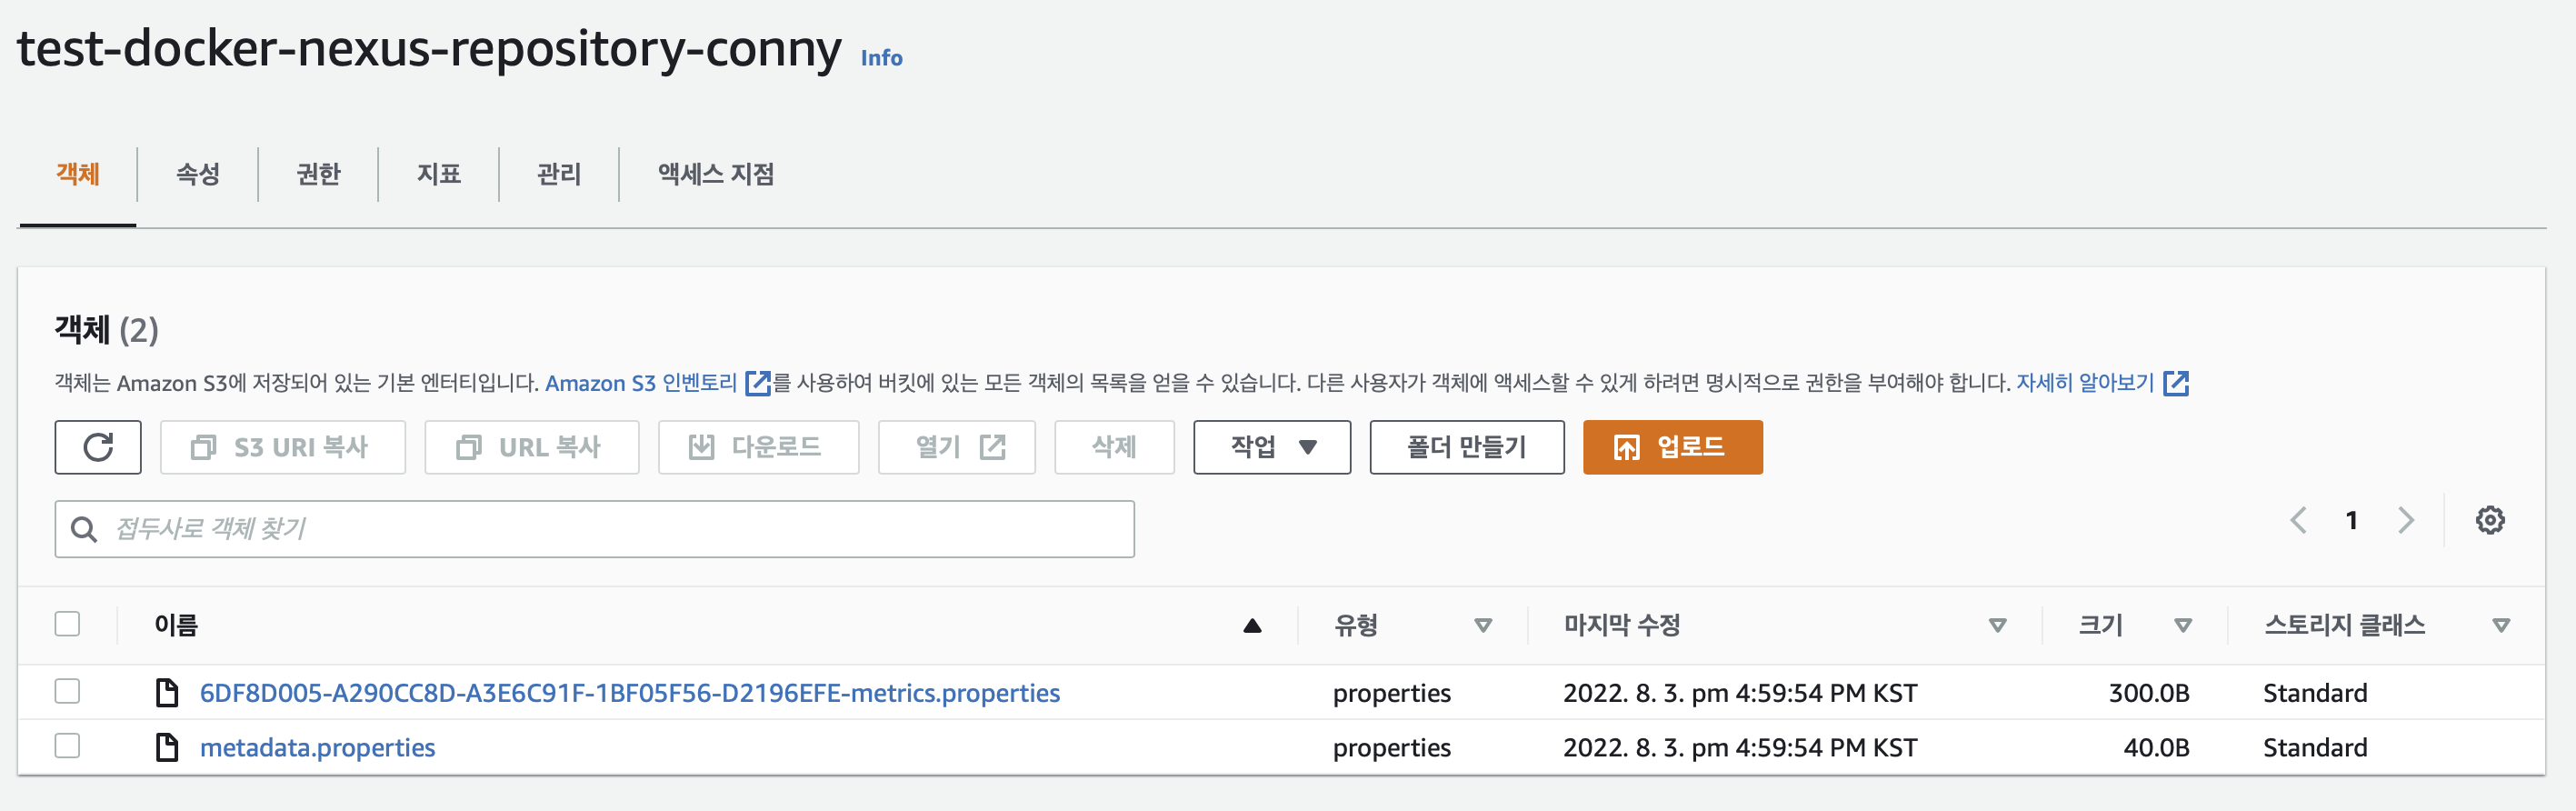 test-docker-nexus-repository-conny Info
객체 속성 권한 지표 관리 액세스 지점
객체 (2)
객체는 Amazon S3에 저장되어 있는 기본 엔터티입니다. Amazon S3 인벤토리 를 사용하여 버킷에 있는 모든 객체의 목록을 얻을 수 있습니다. 다른 사용자가 객체에 액세스할 수 있게 하려면 명시적으로 권한을 부여해야 합니다. 자세히 알아보기
S3 URI 복사 URL 복사 다운로드 열기 삭제 작업 폴더 만들기 업로드
접두사로 객체 찾기 1
이름 유형 마지막 수정 크기 스토리지 클래스
6DF8D005-A290CC8D-A3E6C91F-1BF05F56-D2196EFE-metrics.properties properties 2022. 8. 3. pm 4:59:54 PM KST 300.0B Standard
metadata.properties properties 2022. 8. 3. pm 4:59:54 PM KST 40.0B Standard